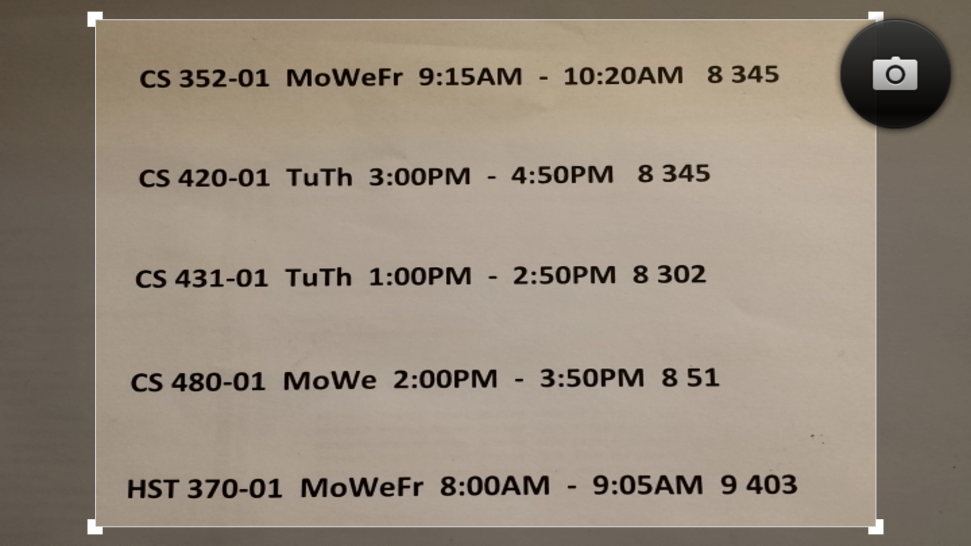 CS 352-01 MoWeFr 9:15AM - 10:20AM 8 345
CS 420-01 TuTh 3:00PM - 4:50PM 8 345
CS 431-01 TuTh 1:00PM - 2:50PM 8 302
CS 480-01 MoWe 2:00PM - 3:50PM 8 51
HST 370-01 MoWeFr 8:00AM - 9:05AM 9 403